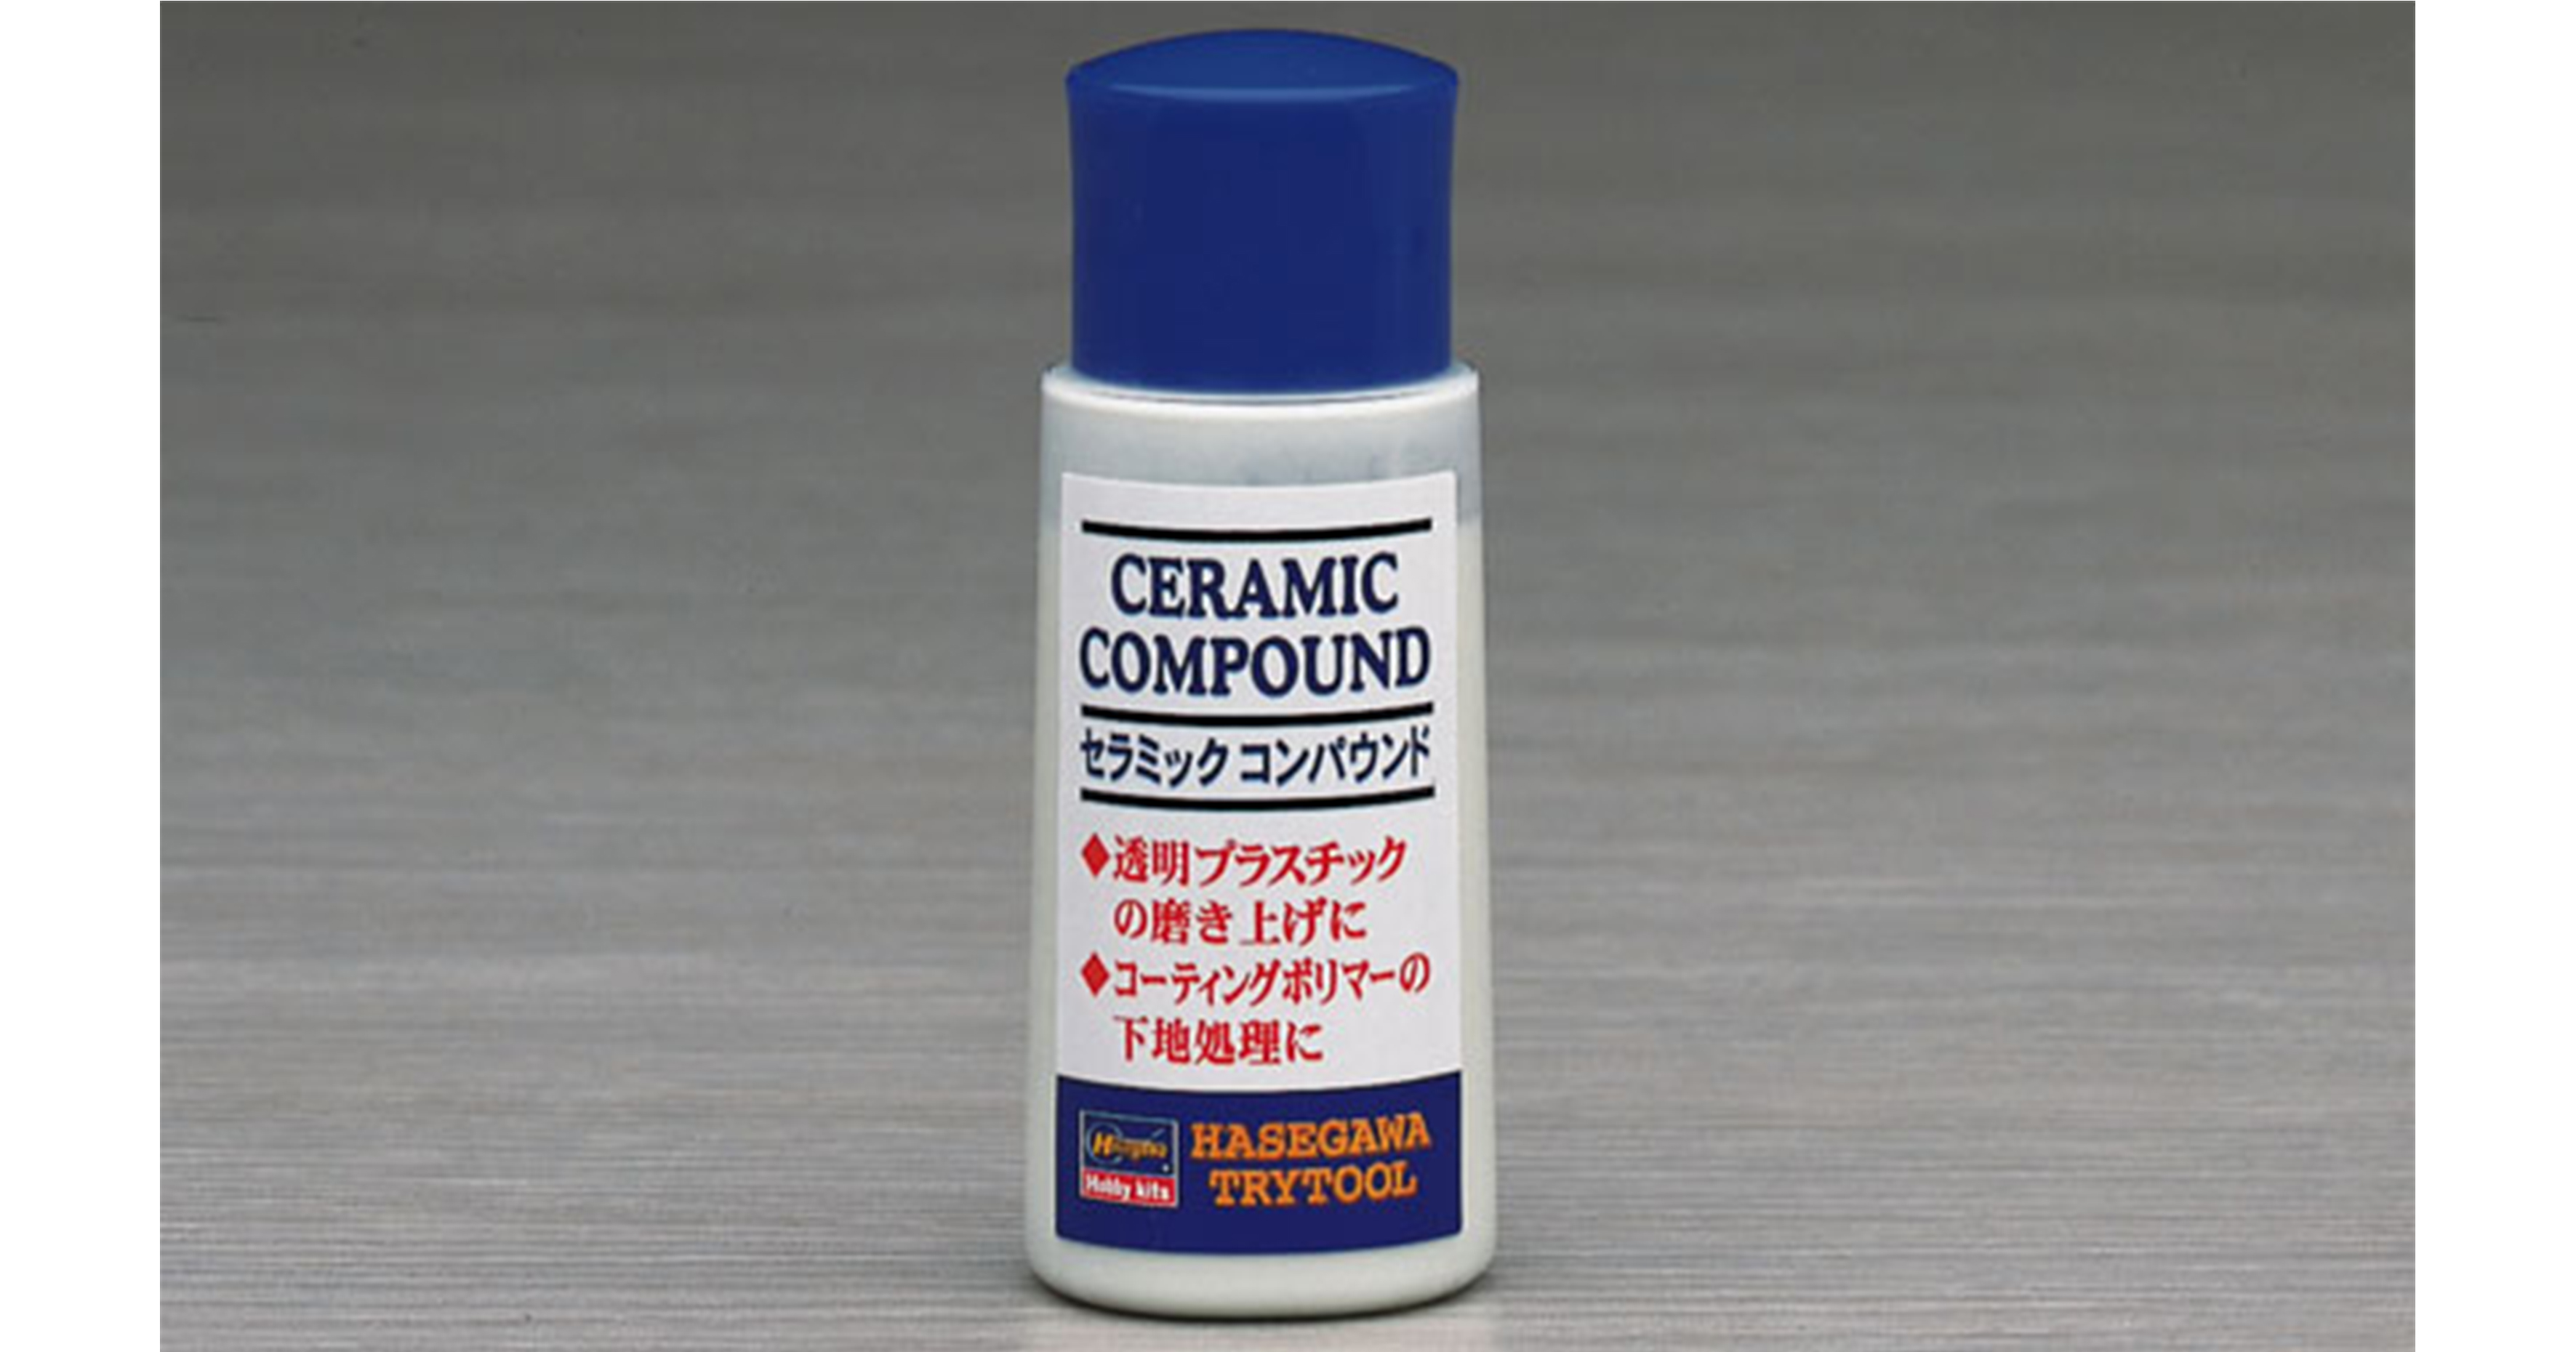 CERAMIC
COMPOUND
セラミック コンパウンド
◆透明プラスチック
の磨き上げに
◆コーティングポリマーの
下地処理に
Hasegawa
Hobby kits
HASEGAWA
TRYTOOL